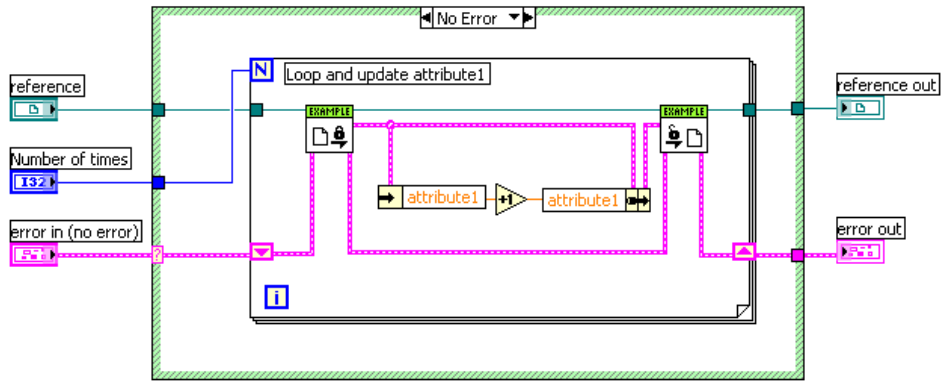 No Error
N
Loop and update attribute1
reference
reference out
EXAMPLE
EXAMPLE
Number of times
I32
attribute1
+1
attribute1
error in (no error)
?
error out
i